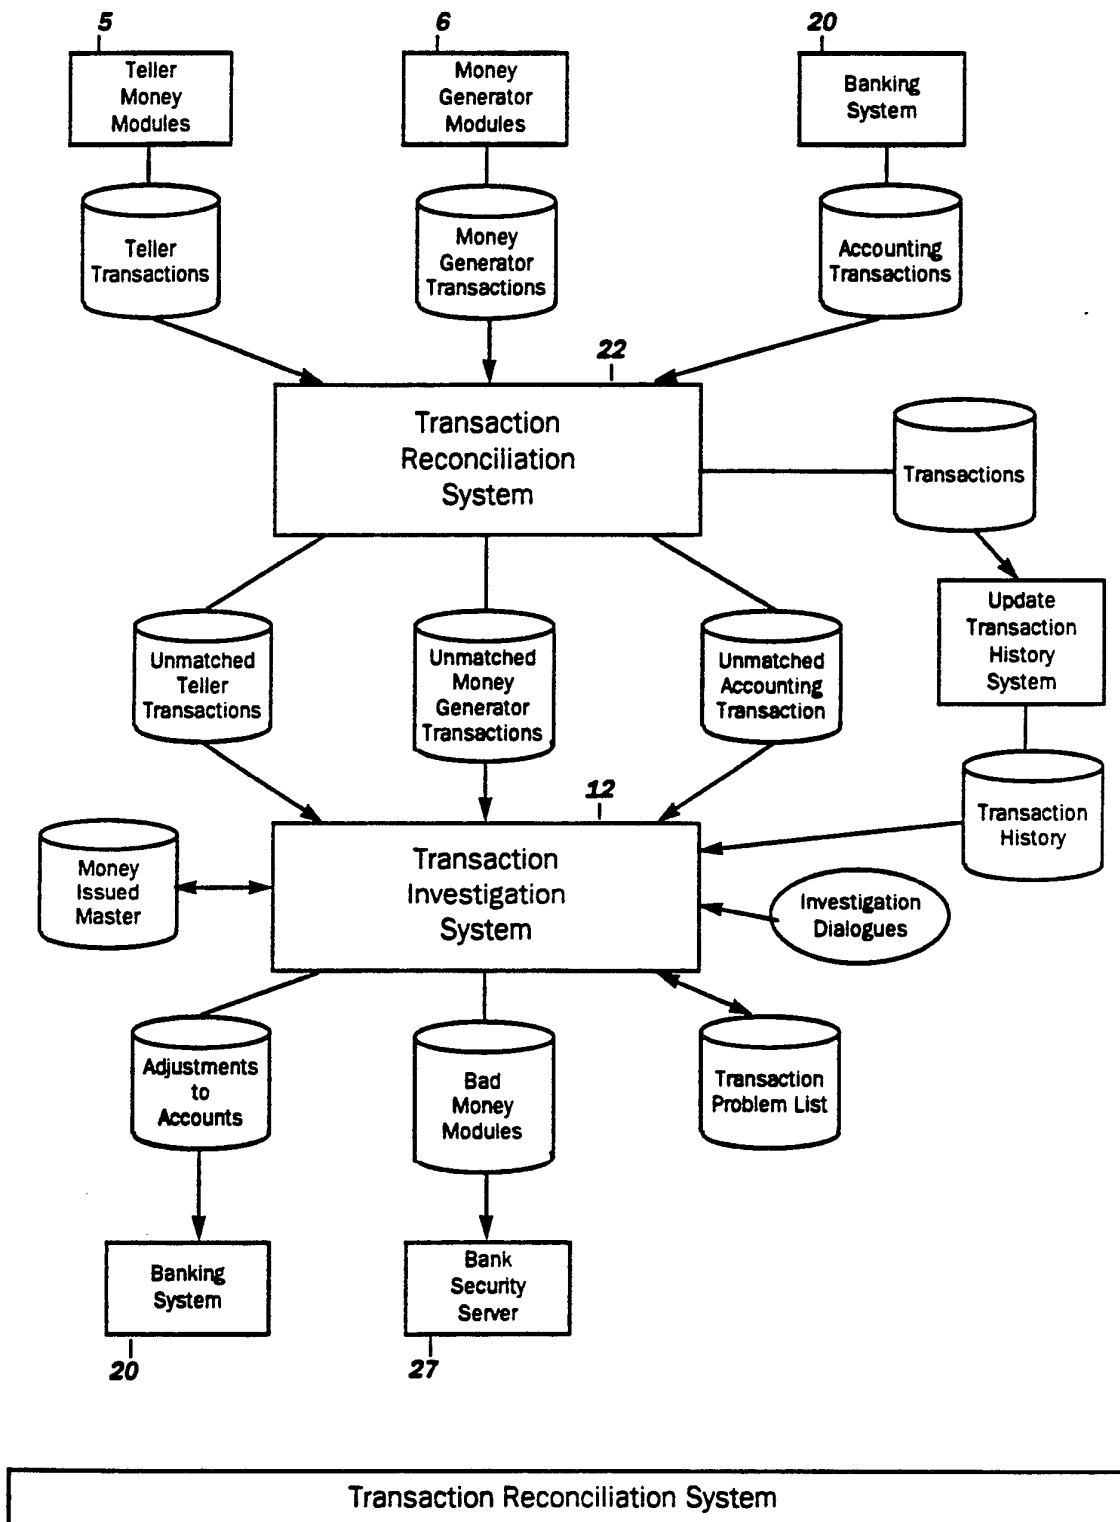 5
6
20
Teller
Money
Modules
Money
Generator
Modules
Banking
System
Teller
Transactions
Money
Generator
Transactions
Accounting
Transactions
22
Transaction
Reconciliation
System
Transactions
Update
Transaction
History
System
Unmatched
Teller
Transactions
Unmatched
Money
Generator
Transactions
Unmatched
Accounting
Transaction
12
Transaction
History
Money
Issued
Master
Transaction
Investigation
System
Investigation
Dialogues
Adjustments
to
Accounts
Bad
Money
Modules
Transaction
Problem List
Banking
System
Bank
Security
Server
20
27
Transaction Reconciliation System